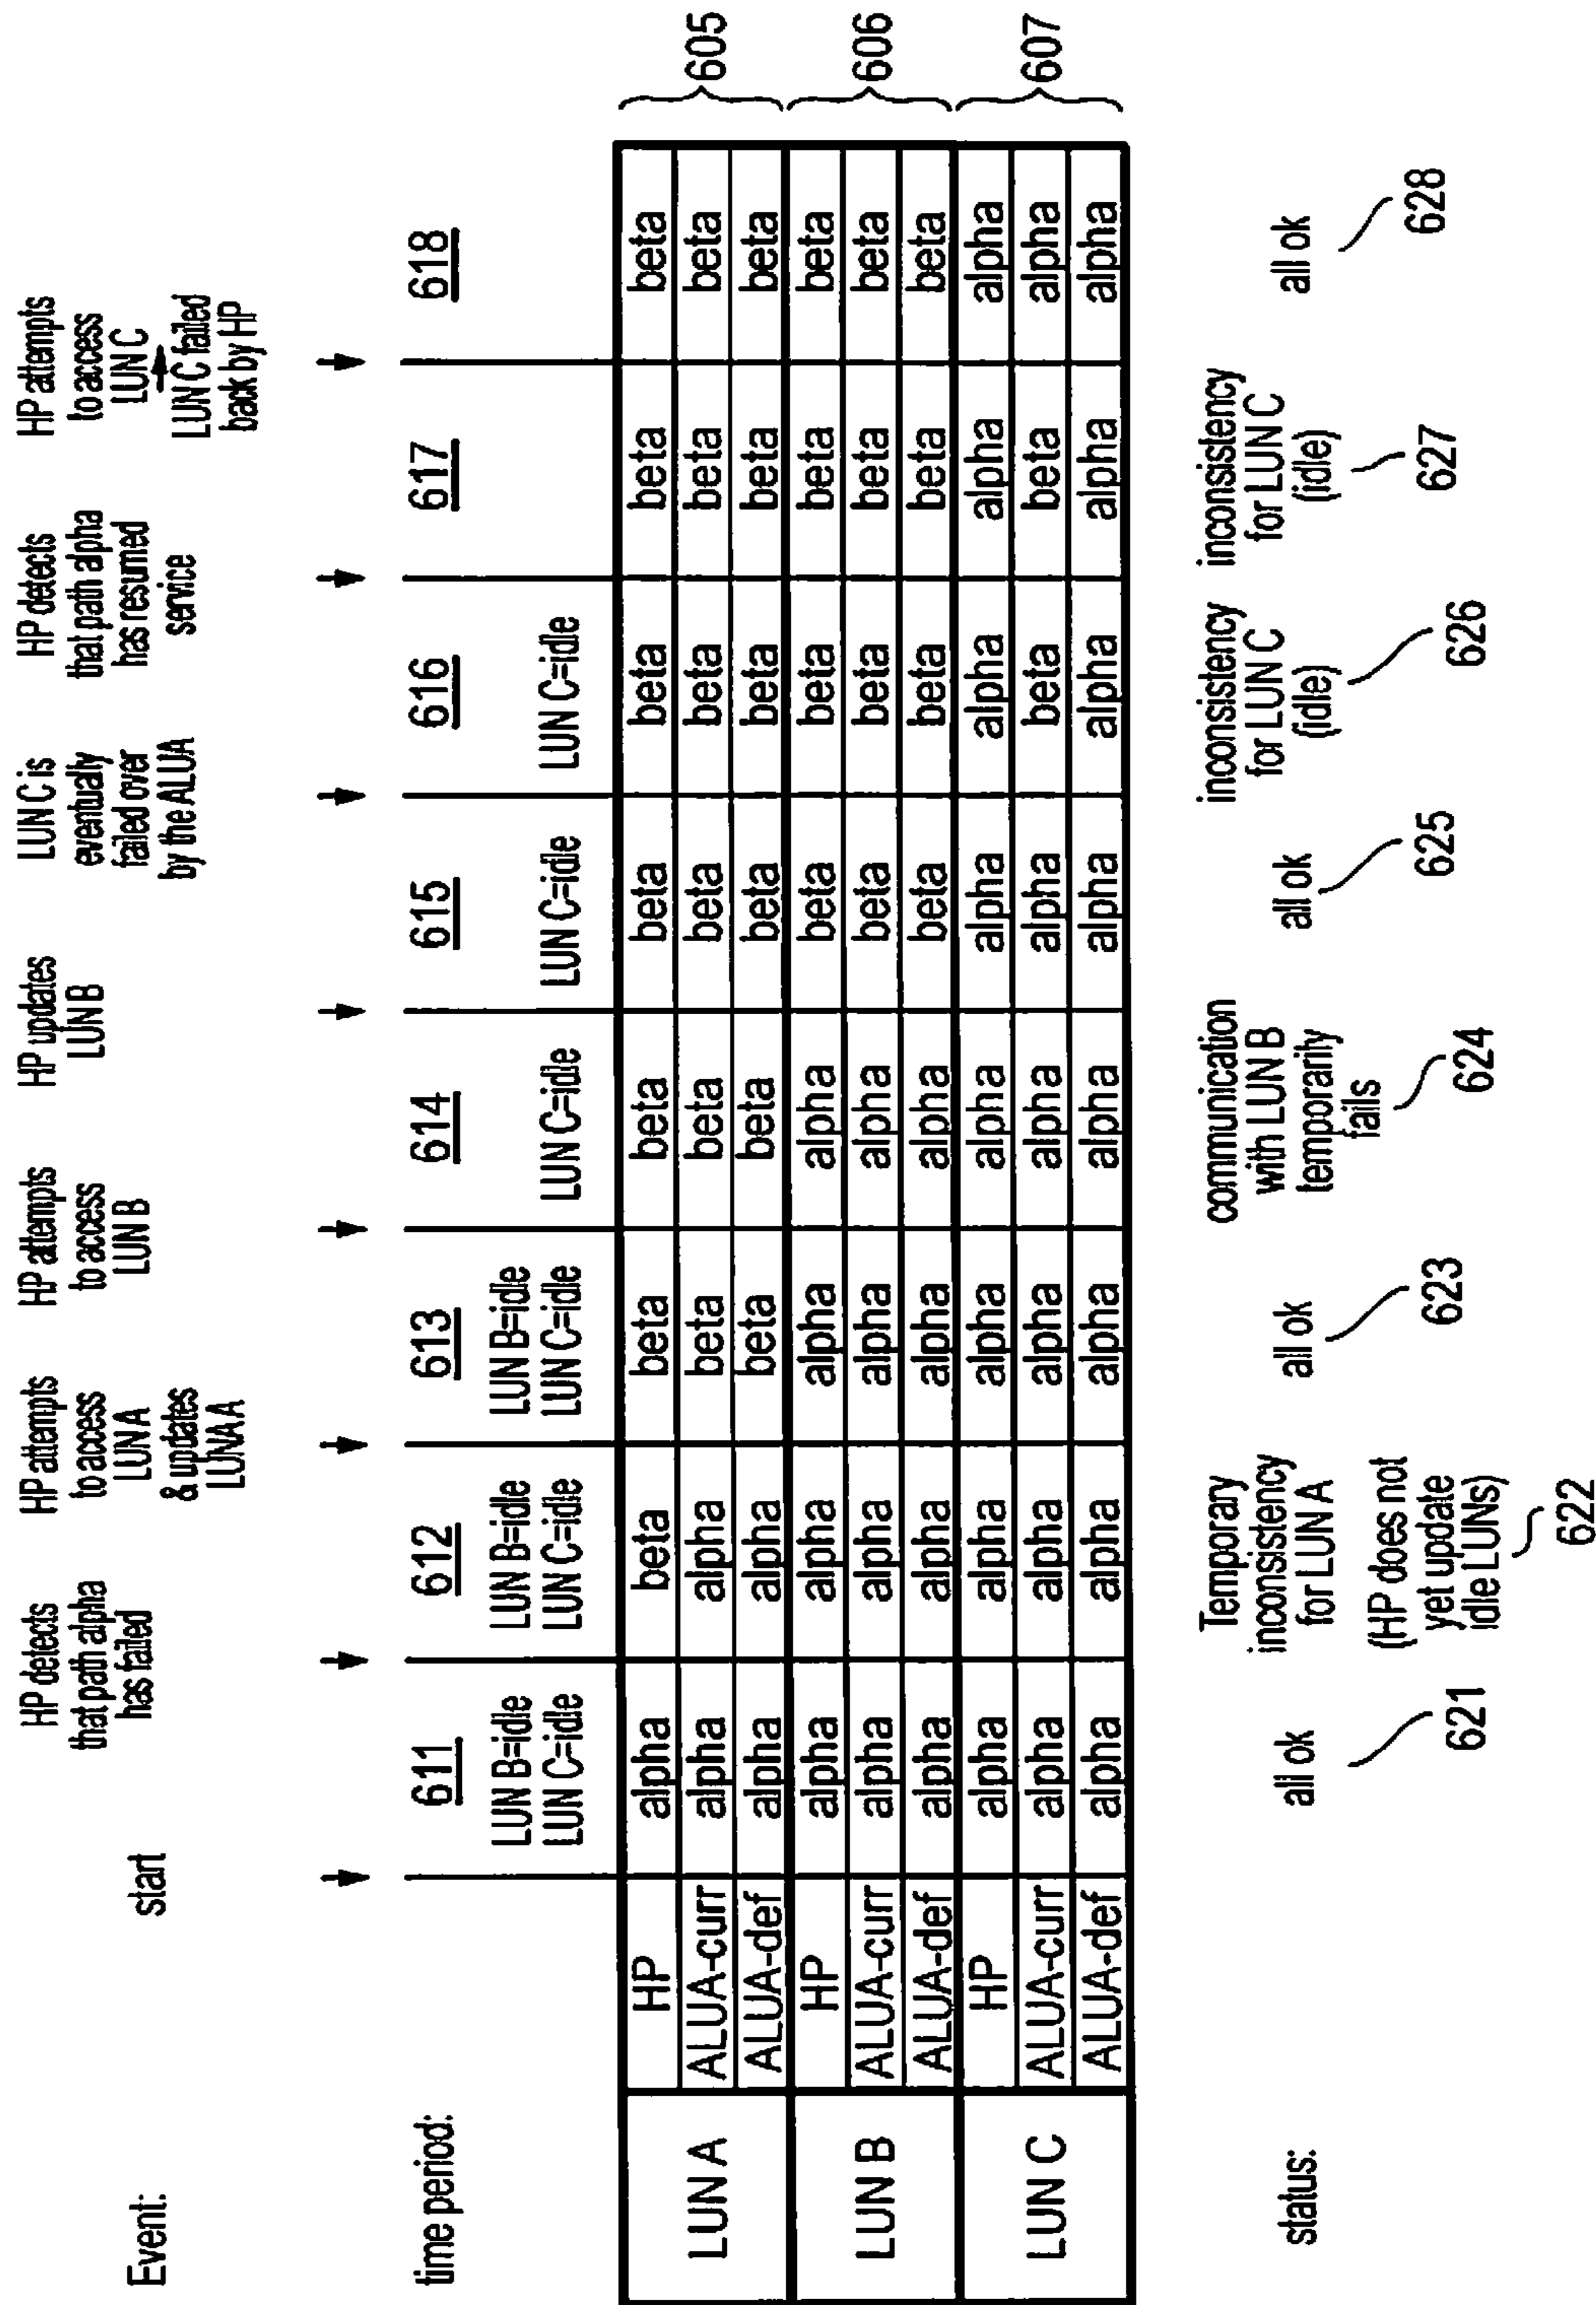 Event:
start
HP detects
that path alpha
has failed
HP attempts
to access
LUN A
& updates
LUNA A
HP attempts
to access
LUN B
HP updates
LUN B
LUN C is
eventually
failed over
by the ALUA
HP detects
that path alpha
has resumed
service
HP attempts
to access
LUN C
LUN C failed
back by HP
time period:
611
LUN B=idle
LUN C=idle
612
LUN B=idle
LUN C=idle
613
LUN B=idle
LUN C=idle
614
LUN C=idle
615
LUN C=idle
616
LUN C=idle
617
618
LUN A
HP alpha beta beta beta beta beta beta beta
ALUA-curr alpha alpha beta beta beta beta beta beta
ALUA-def alpha alpha beta beta beta beta beta beta
605
LUN B
HP alpha alpha alpha alpha beta beta beta beta
ALUA-curr alpha alpha alpha alpha beta beta beta beta
ALUA-def alpha alpha alpha alpha beta beta beta beta
606
LUN C
HP alpha alpha alpha alpha alpha alpha alpha alpha
ALUA-curr alpha alpha alpha alpha alpha beta beta alpha
ALUA-def alpha alpha alpha alpha alpha alpha alpha alpha
607
status:
all ok
621
Temporary
inconsistency
for LUN A
(HP does not
yet update
idle LUNs)
622
all ok
623
communication
with LUN B
temporarity
fails
624
all ok
625
inconsistency
for LUN C
(idle)
626
inconsistency
for LUN C
(idle)
627
all ok
628